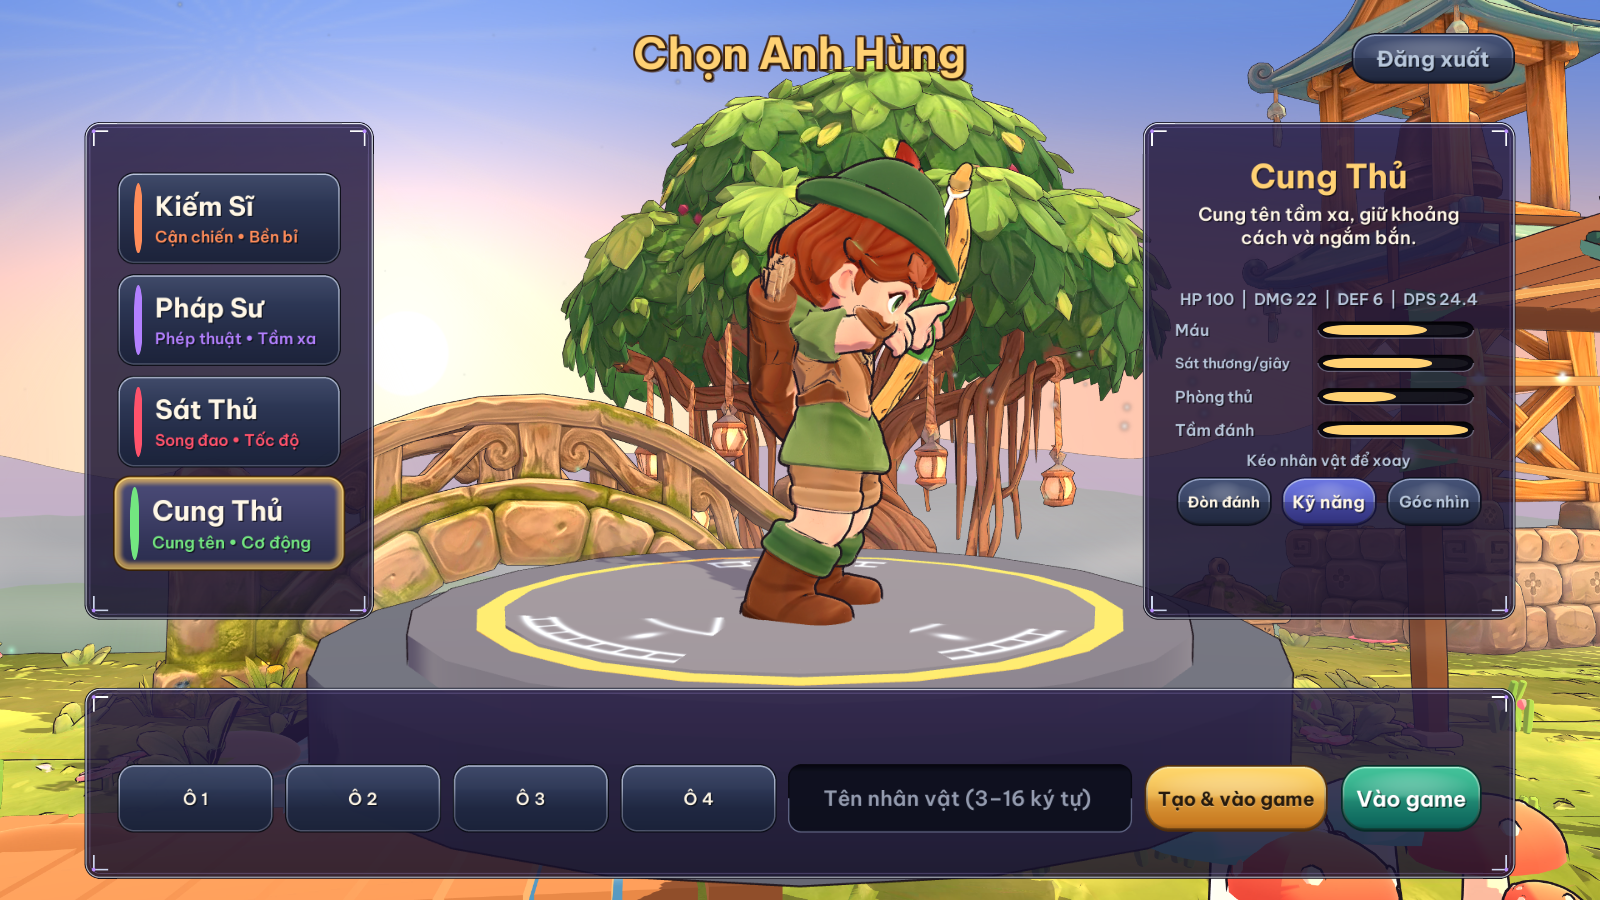 Chọn Anh Hùng
Đăng xuất
Kiếm Sĩ
Cận chiến • Bền bỉ
Pháp Sư
Phép thuật • Tầm xa
Sát Thủ
Song đao • Tốc độ
Cung Thủ
Cung tên • Cơ động
Cung Thủ
Cung tên tầm xa, giữ khoảng
cách và ngắm bắn.
HP 100 | DMG 22 | DEF 6 | DPS 24.4
Máu
Sát thương/giây
Phòng thủ
Tầm đánh
Kéo nhân vật để xoay
Đòn đánh
Kỹ năng
Góc nhìn
Ô 1
Ô 2
Ô 3
Ô 4
Tên nhân vật (3–16 ký tự)
Tạo & vào game
Vào game